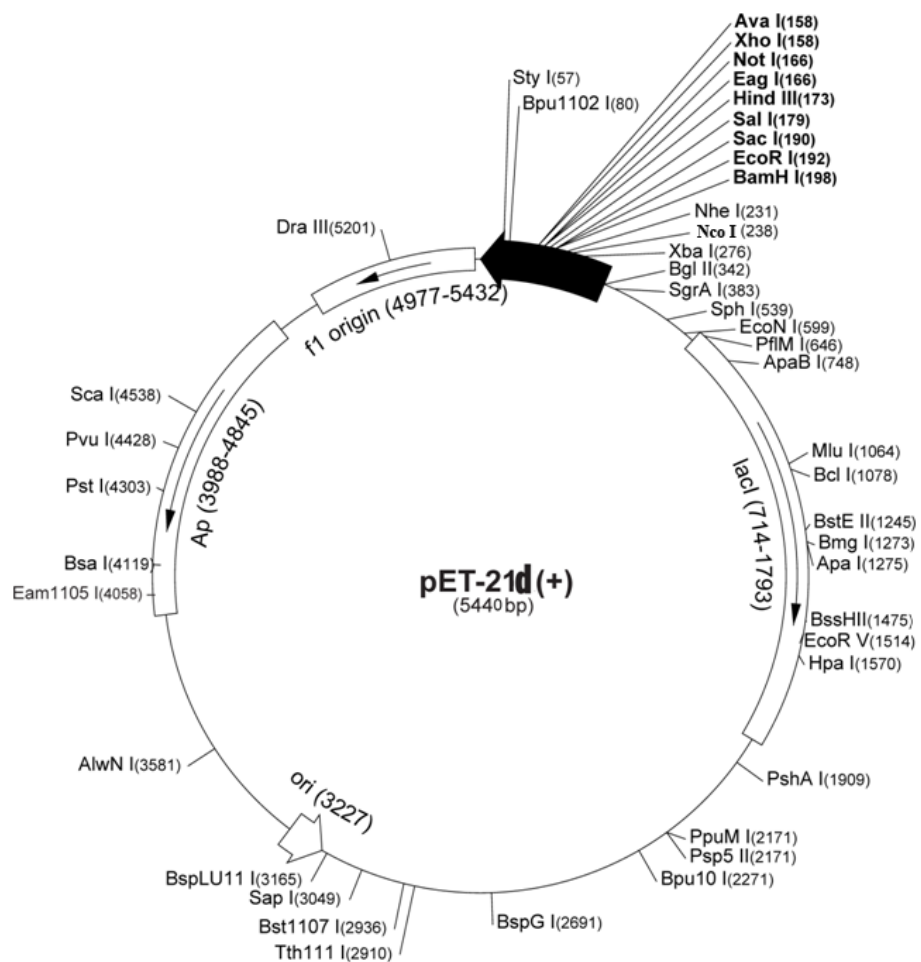 Ava I(158)
Xho I(158)
Not I(166)
Eag I(166)
Hind III(173)
Sal I(179)
Sac I(190)
EcoR I(192)
BamH I(198)
Sty I(57)
Bpu1102 I(80)
Nhe I(231)
Nco I (238)
Xba I(276)
Bgl II(342)
SgrA I(383)
Sph I(539)
EcoN I(599)
PflM I(646)
ApaB I(748)
Dra III(5201)
f1 origin (4977-5432)
Sca I(4538)
Pvu I(4428)
Pst I(4303)
Ap (3988-4845)
Bsa I(4119)
Eam1105 I(4058)
lacI (714-1793)
Mlu I(1064)
Bcl I(1078)
BstE II(1245)
Bmg I(1273)
Apa I(1275)
BssHII(1475)
EcoR V(1514)
Hpa I(1570)
pET-21d(+)
(5440bp)
AlwN I(3581)
ori (3227)
PshA I(1909)
PpuM I(2171)
Psp5 II(2171)
Bpu10 I(2271)
BspLU11 I(3165)
Sap I(3049)
Bst1107 I(2936)
Tth111 I(2910)
BspG I(2691)